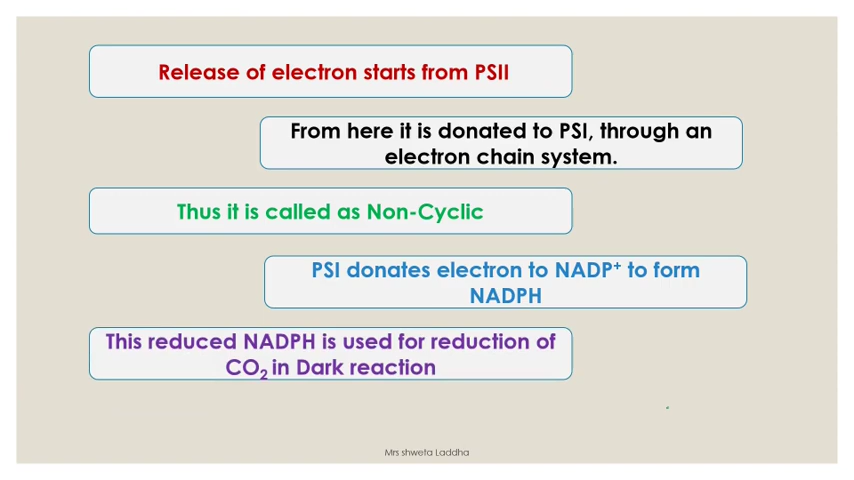 Release of electron starts from PSII
From here it is donated to PSI, through an
electron chain system.
Thus it is called as Non-Cyclic
PSI donates electron to NADP⁺ to form
NADPH
This reduced NADPH is used for reduction of
CO₂ in Dark reaction
Mrs shweta Laddha